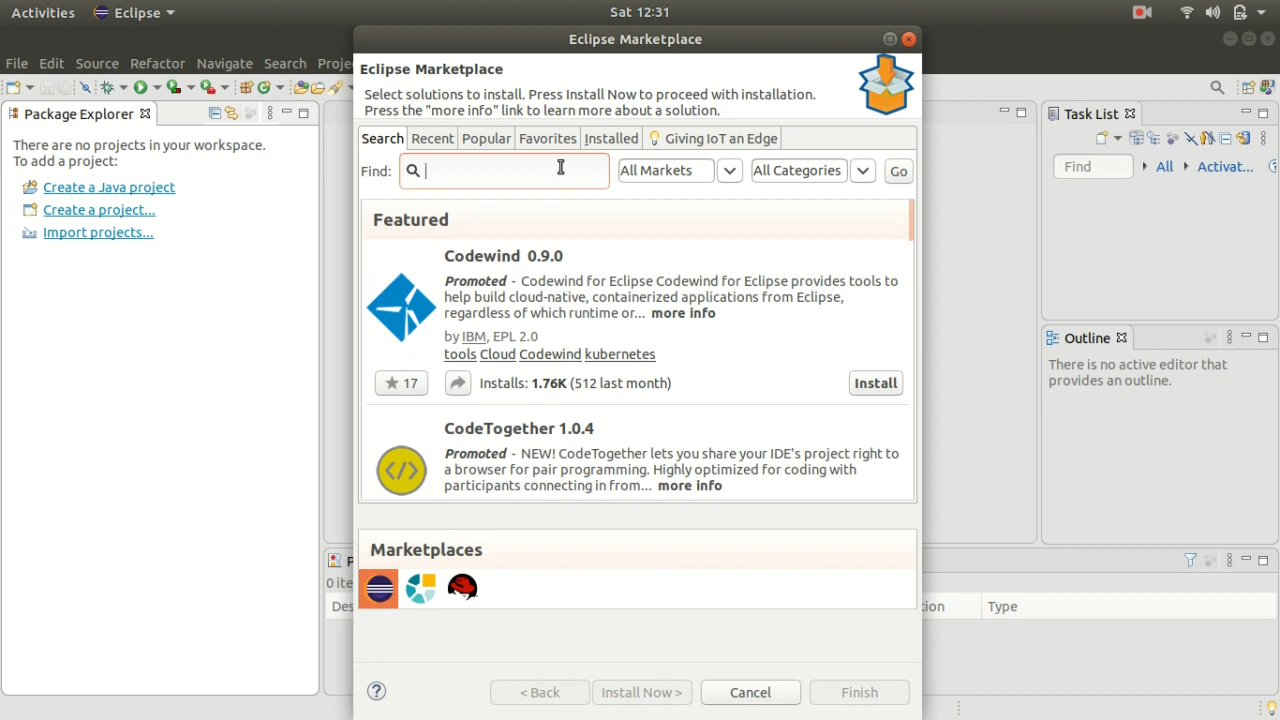 Activities Eclipse Sat 12:31
Eclipse Marketplace
File Edit Source Refactor Navigate Search
Package Explorer
There are no projects in your workspace.
To add a project:
Create a Java project
Create a project...
Import projects...
Eclipse Marketplace
Select solutions to install. Press Install Now to proceed with installation.
Press the "more info" link to learn more about a solution.
Search Recent Popular Favorites Installed Giving IoT an Edge
Find: All Markets All Categories Go
Featured
Codewind 0.9.0
Promoted - Codewind for Eclipse Codewind for Eclipse provides tools to
help build cloud-native, containerized applications from Eclipse,
regardless of which runtime or... more info
by IBM, EPL 2.0
tools Cloud Codewind kubernetes
17 Installs: 1.76K (512 last month) Install
CodeTogether 1.0.4
Promoted - NEW! CodeTogether lets you share your IDE's project right to
a browser for pair programming. Highly optimized for coding with
participants connecting in from... more info
Marketplaces
< Back Install Now > Cancel Finish
Task List
Find All Activat...
Outline
There is no active editor that
provides an outline.
Type